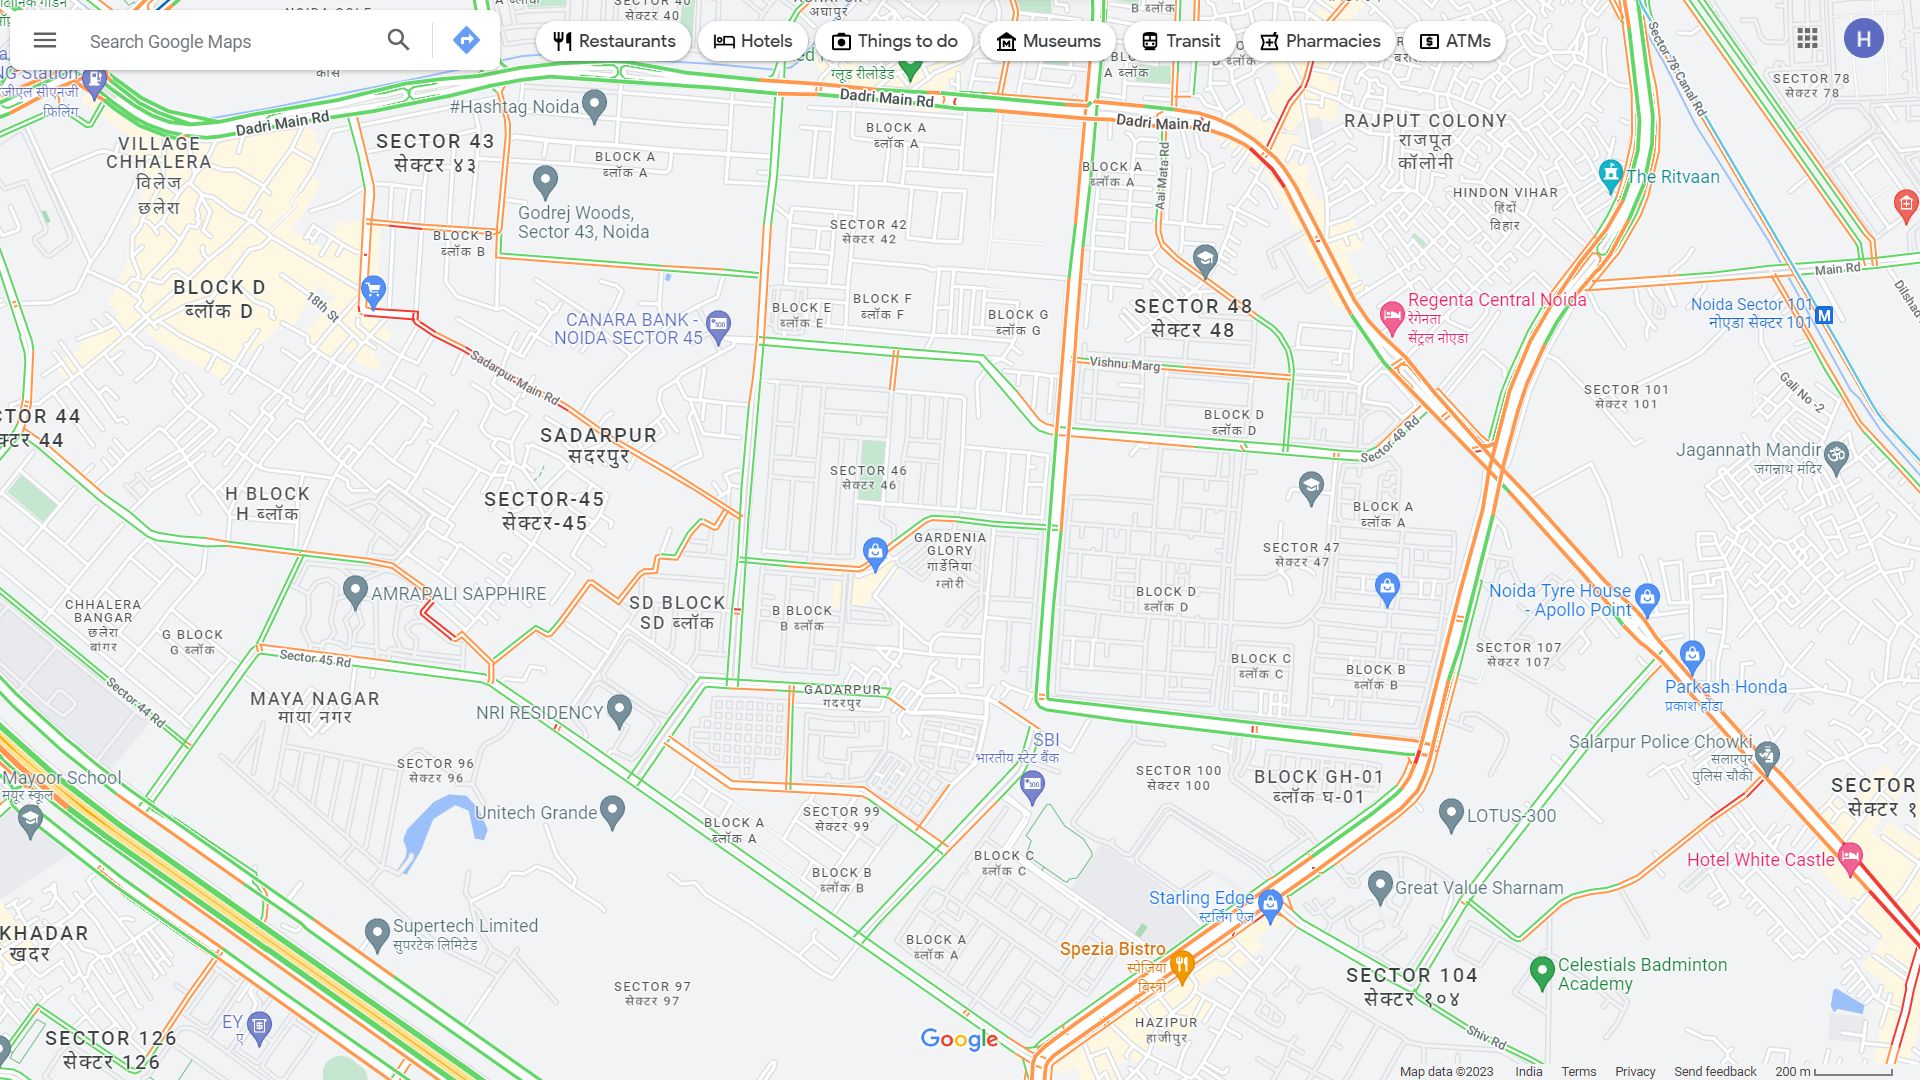 Search Google Maps
Restaurants
Hotels
Things to do
Museums
Transit
Pharmacies
ATMs
H
SECTOR 40
सेक्टर 40
अघापुर
B ब्लॉक
NG Station
फिलिंग
ग्लूड रीलोडेड
#Hashtag Noida
Dadri Main Rd
Dadri Main Rd
Dadri Main Rd
Sector-78 Canal Rd
SECTOR 78
सेक्टर 78
A ब्लॉक
VILLAGE
CHHALERA
विलेज
छलेरा
SECTOR 43
सेक्टर ४३
BLOCK A
ब्लॉक A
BLOCK A
ब्लॉक A
BLOCK A
ब्लॉक A
Aai Mata Rd
RAJPUT COLONY
राजपूत
कॉलोनी
The Ritvaan
HINDON VIHAR
हिंदों
विहार
Godrej Woods,
Sector 43, Noida
BLOCK B
ब्लॉक B
SECTOR 42
सेक्टर 42
BLOCK D
ब्लॉक D
18th St
BLOCK E
ब्लॉक E
BLOCK F
ब्लॉक F
BLOCK G
ब्लॉक G
SECTOR 48
सेक्टर 48
Regenta Central Noida
रेगेनता
सेंट्रल नोएडा
Main Rd
Noida Sector 101
नोएडा सेक्टर 101
M
CANARA BANK -
NOIDA SECTOR 45
Sadarpur Main Rd
Vishnu Marg
SECTOR 101
सेक्टर 101
Gali No -2
TOR 44
SADARPUR
सदरपुर
BLOCK D
ब्लॉक D
Sector 48 Rd
Jagannath Mandir
जगन्नाथ मंदिर
SECTOR 46
सेक्टर 46
H BLOCK
H ब्लॉक
SECTOR-45
सेक्टर-45
BLOCK A
ब्लॉक A
GARDENIA
GLORY
गार्डेनिया
ग्लोरी
SECTOR 47
सेक्टर 47
AMRAPALI SAPPHIRE
SD BLOCK
SD ब्लॉक
B BLOCK
B ब्लॉक
BLOCK D
ब्लॉक D
Noida Tyre House
- Apollo Point
CHHALERA
BANGAR
छलेरा
बांगर
G BLOCK
G ब्लॉक
Sector 45 Rd
SECTOR 107
सेक्टर 107
BLOCK C
ब्लॉक C
BLOCK B
ब्लॉक B
Sector 44 Rd
MAYA NAGAR
माया नगर
NRI RESIDENCY
GADARPUR
गदरपुर
Parkash Honda
प्रकाश होंडा
SBI
भारतीय स्टेट बैंक
Salarpur Police Chowki
सलारपुर
पुलिस चौकी
Mayoor School
मयूर स्कूल
SECTOR 96
सेक्टर 96
SECTOR 100
सेक्टर 100
BLOCK GH-01
ब्लॉक घ-01
SECTOR
सेक्टर १
Unitech Grande
SECTOR 99
सेक्टर 99
BLOCK A
ब्लॉक A
LOTUS-300
BLOCK C
ब्लॉक C
Hotel White Castle
BLOCK B
ब्लॉक B
Great Value Sharnam
Starling Edge
स्टर्लिंग ऐज
Supertech Limited
सुपरटेक लिमिटेड
KHADAR
खदर
BLOCK A
ब्लॉक A
Spezia Bistro
स्पेज़िया
बिस्त्रो
SECTOR 104
सेक्टर १०४
Celestials Badminton
Academy
SECTOR 97
सेक्टर 97
EY
ए
SECTOR 126
सेक्टर 126
Google
HAZIPUR
हाजीपुर
Shiv Rd
Map data ©2023
India
Terms
Privacy
Send feedback
200 m